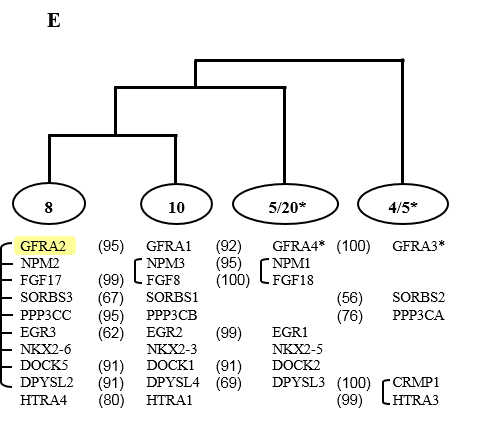 E
8 10 5/20* 4/5*
GFRA2 (95) GFRA1 (92) GFRA4* (100) GFRA3*
NPM2 NPM3 (95) NPM1
FGF17 (99) FGF8 (100) FGF18
SORBS3 (67) SORBS1 (56) SORBS2
PPP3CC (95) PPP3CB (76) PPP3CA
EGR3 (62) EGR2 (99) EGR1
NKX2-6 NKX2-3 NKX2-5
DOCK5 (91) DOCK1 (91) DOCK2
DPYSL2 (91) DPYSL4 (69) DPYSL3 (100) CRMP1
HTRA4 (80) HTRA1 (99) HTRA3